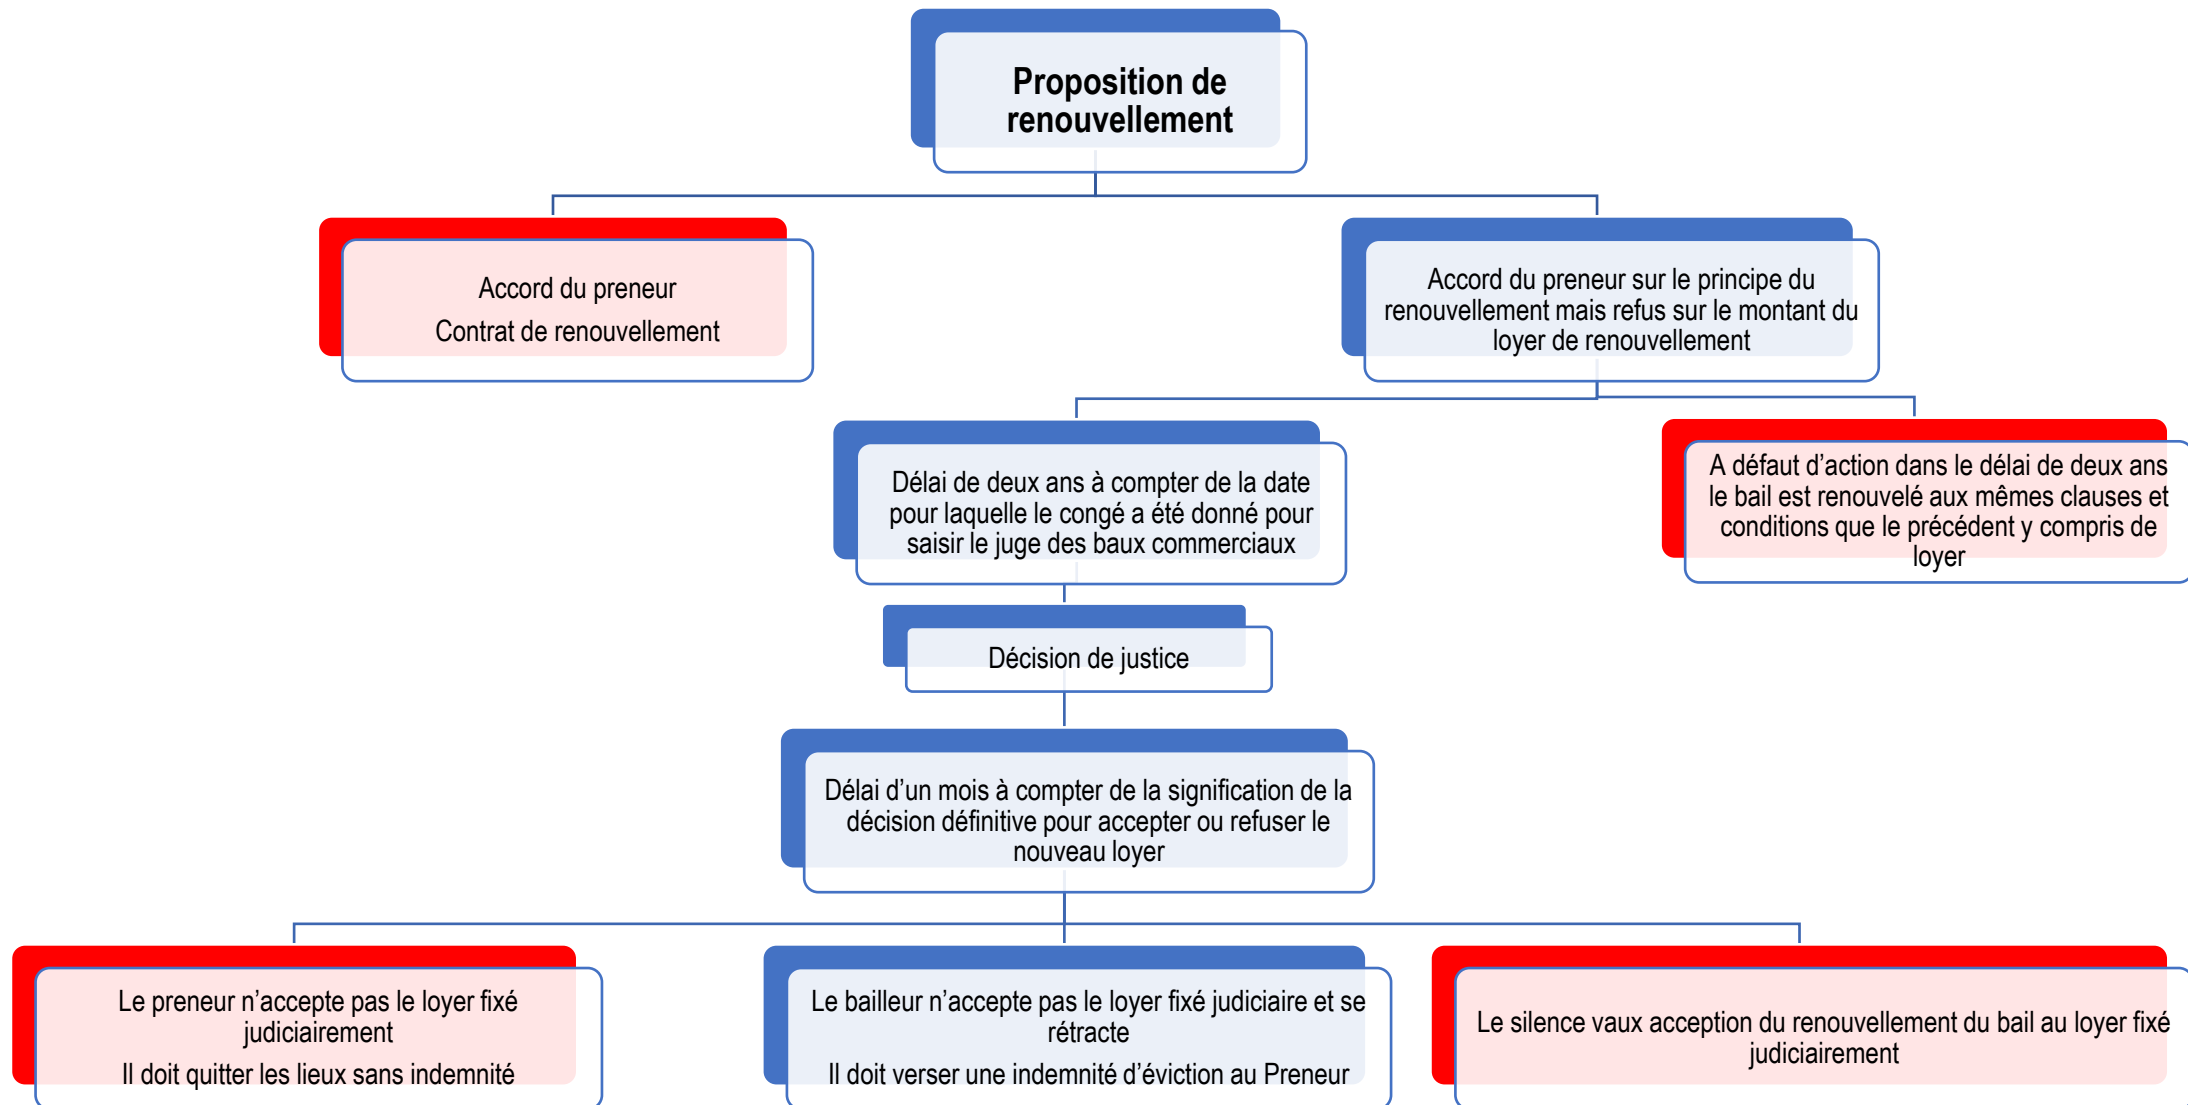 Proposition de
renouvellement
Accord du preneur
Contrat de renouvellement
Accord du preneur sur le principe du
renouvellement mais refus sur le montant du
loyer de renouvellement
Délai de deux ans à compter de la date
pour laquelle le congé a été donné pour
saisir le juge des baux commerciaux
A défaut d’action dans le délai de deux ans
le bail est renouvelé aux mêmes clauses et
conditions que le précédent y compris de
loyer
Décision de justice
Délai d’un mois à compter de la signification de la
décision définitive pour accepter ou refuser le
nouveau loyer
Le preneur n’accepte pas le loyer fixé
judiciairement
Il doit quitter les lieux sans indemnité
Le bailleur n’accepte pas le loyer fixé judiciaire et se
rétracte
Il doit verser une indemnité d’éviction au Preneur
Le silence vaux acception du renouvellement du bail au loyer fixé
judiciairement